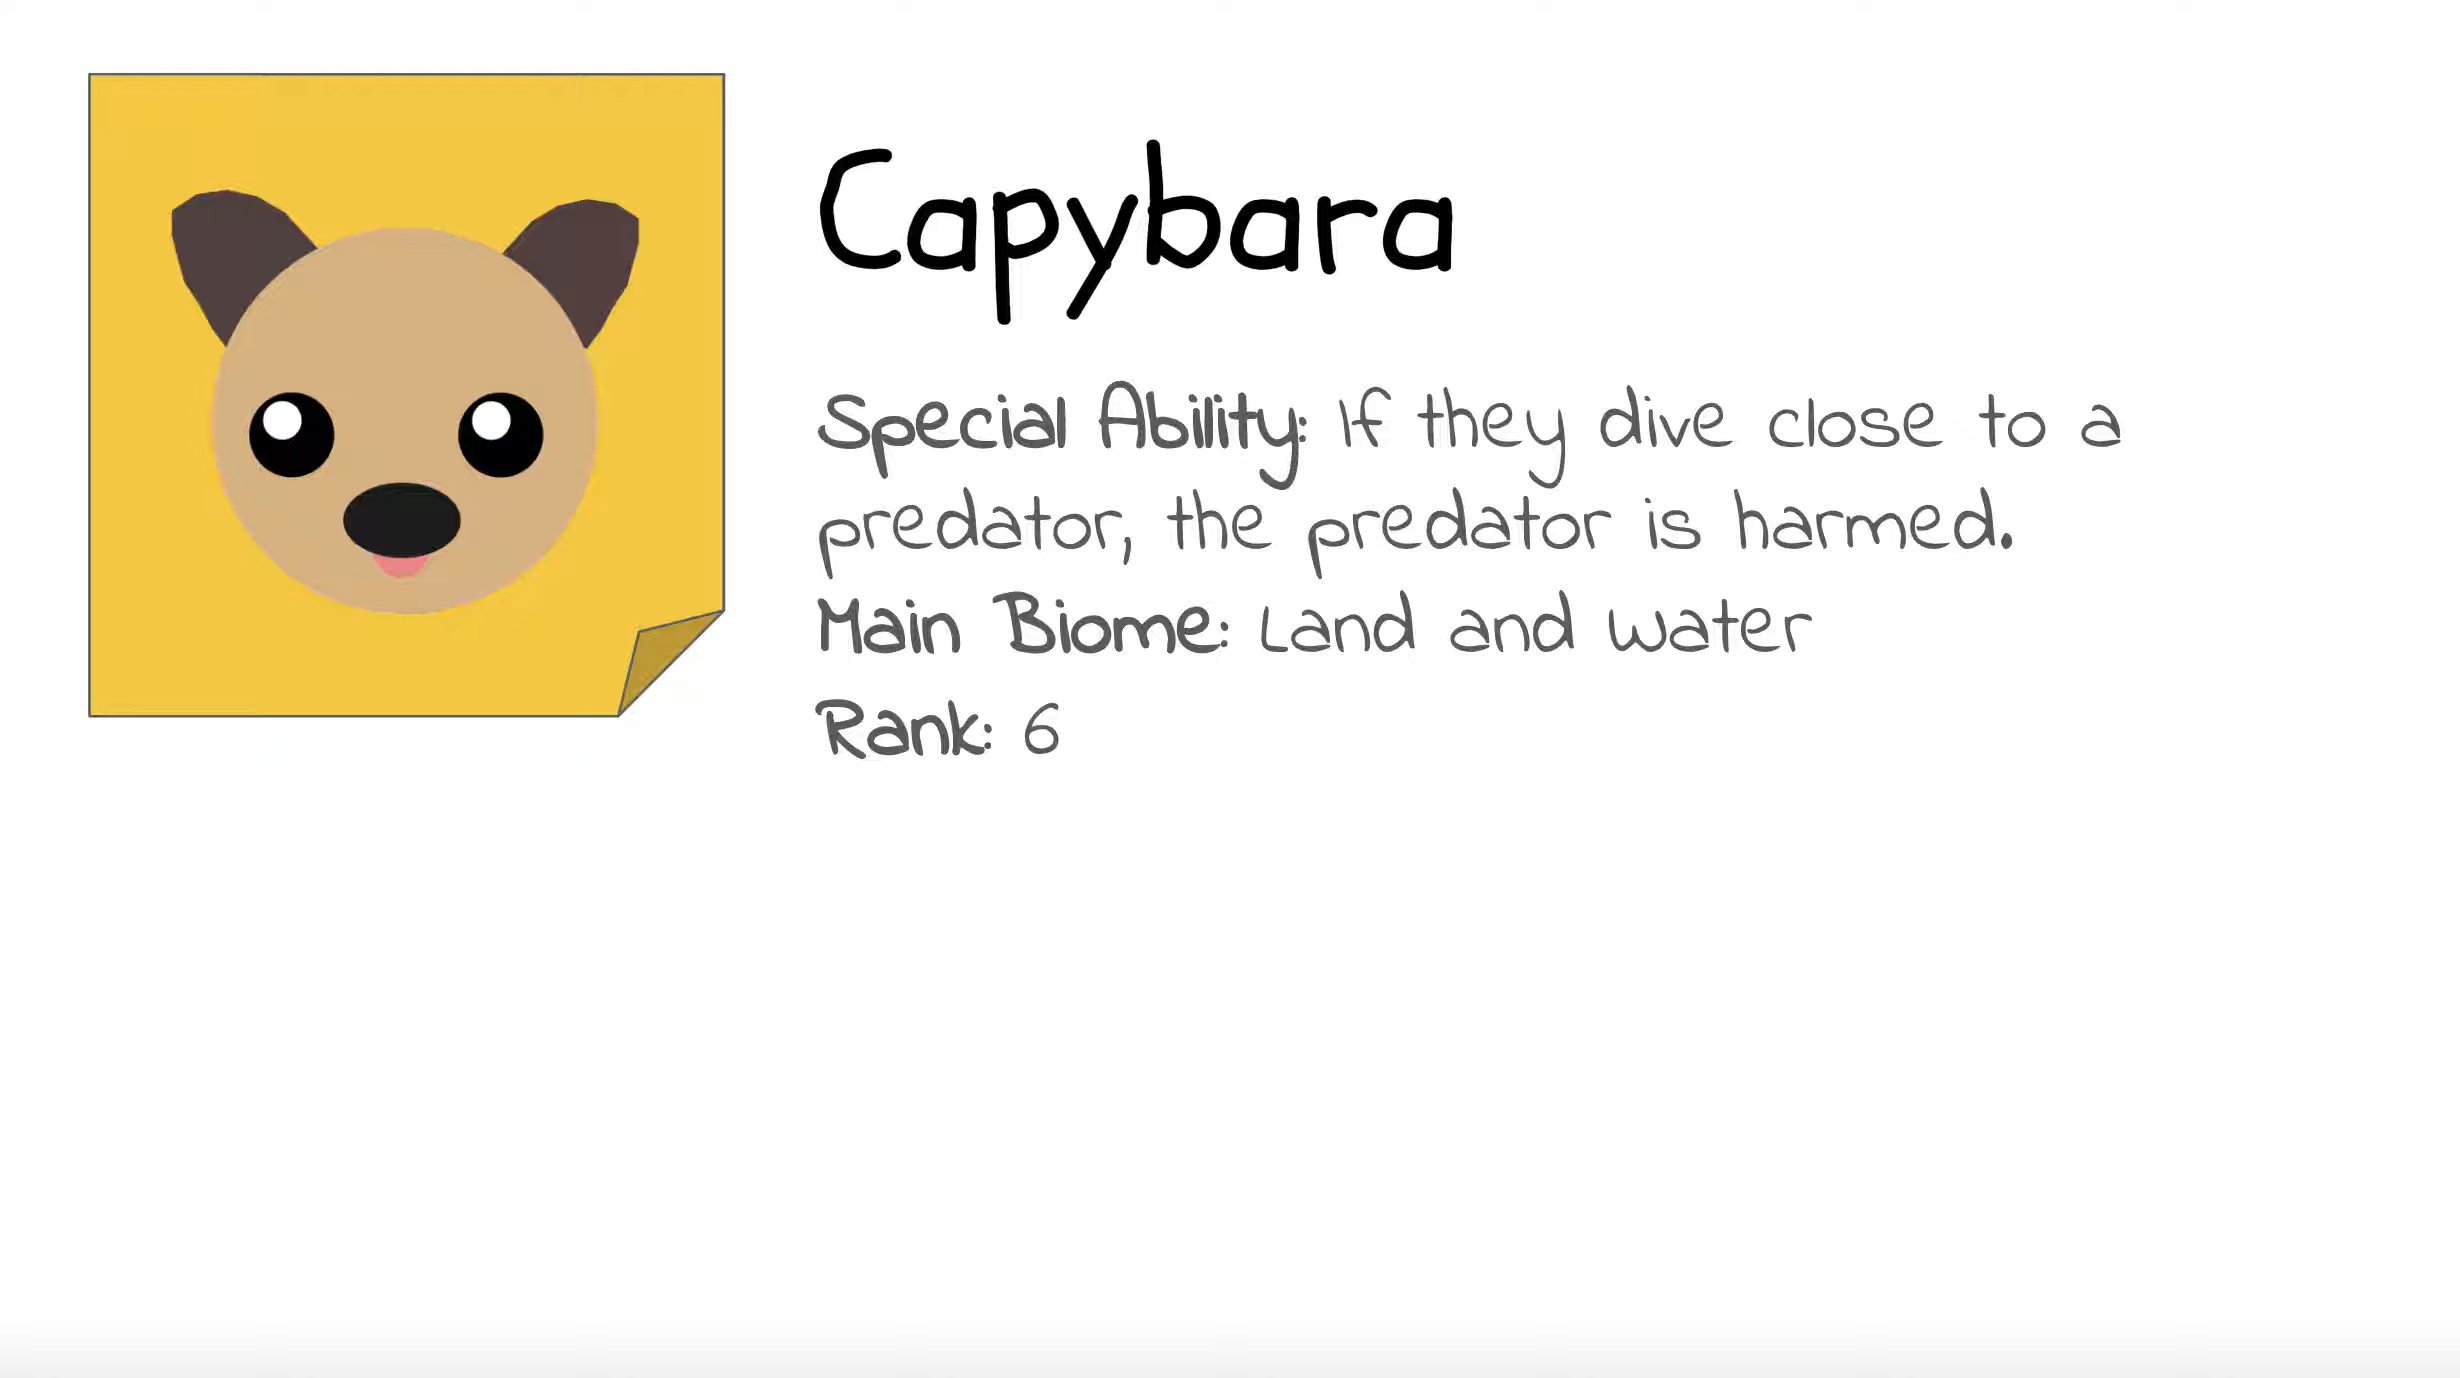 Capybara
Special Ability: If they dive close to a
predator, the predator is harmed.
Main Biome: Land and water
Rank: 6